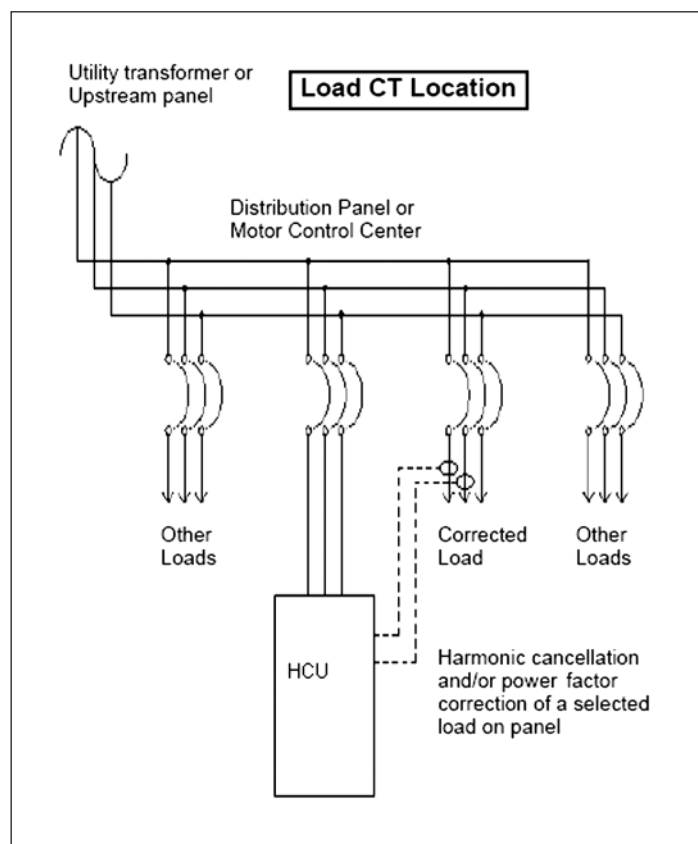 Utility transformer or
Upstream panel
Load CT Location
Distribution Panel or
Motor Control Center
Other
Loads
Corrected
Load
Other
Loads
HCU
Harmonic cancellation
and/or power factor
correction of a selected
load on panel